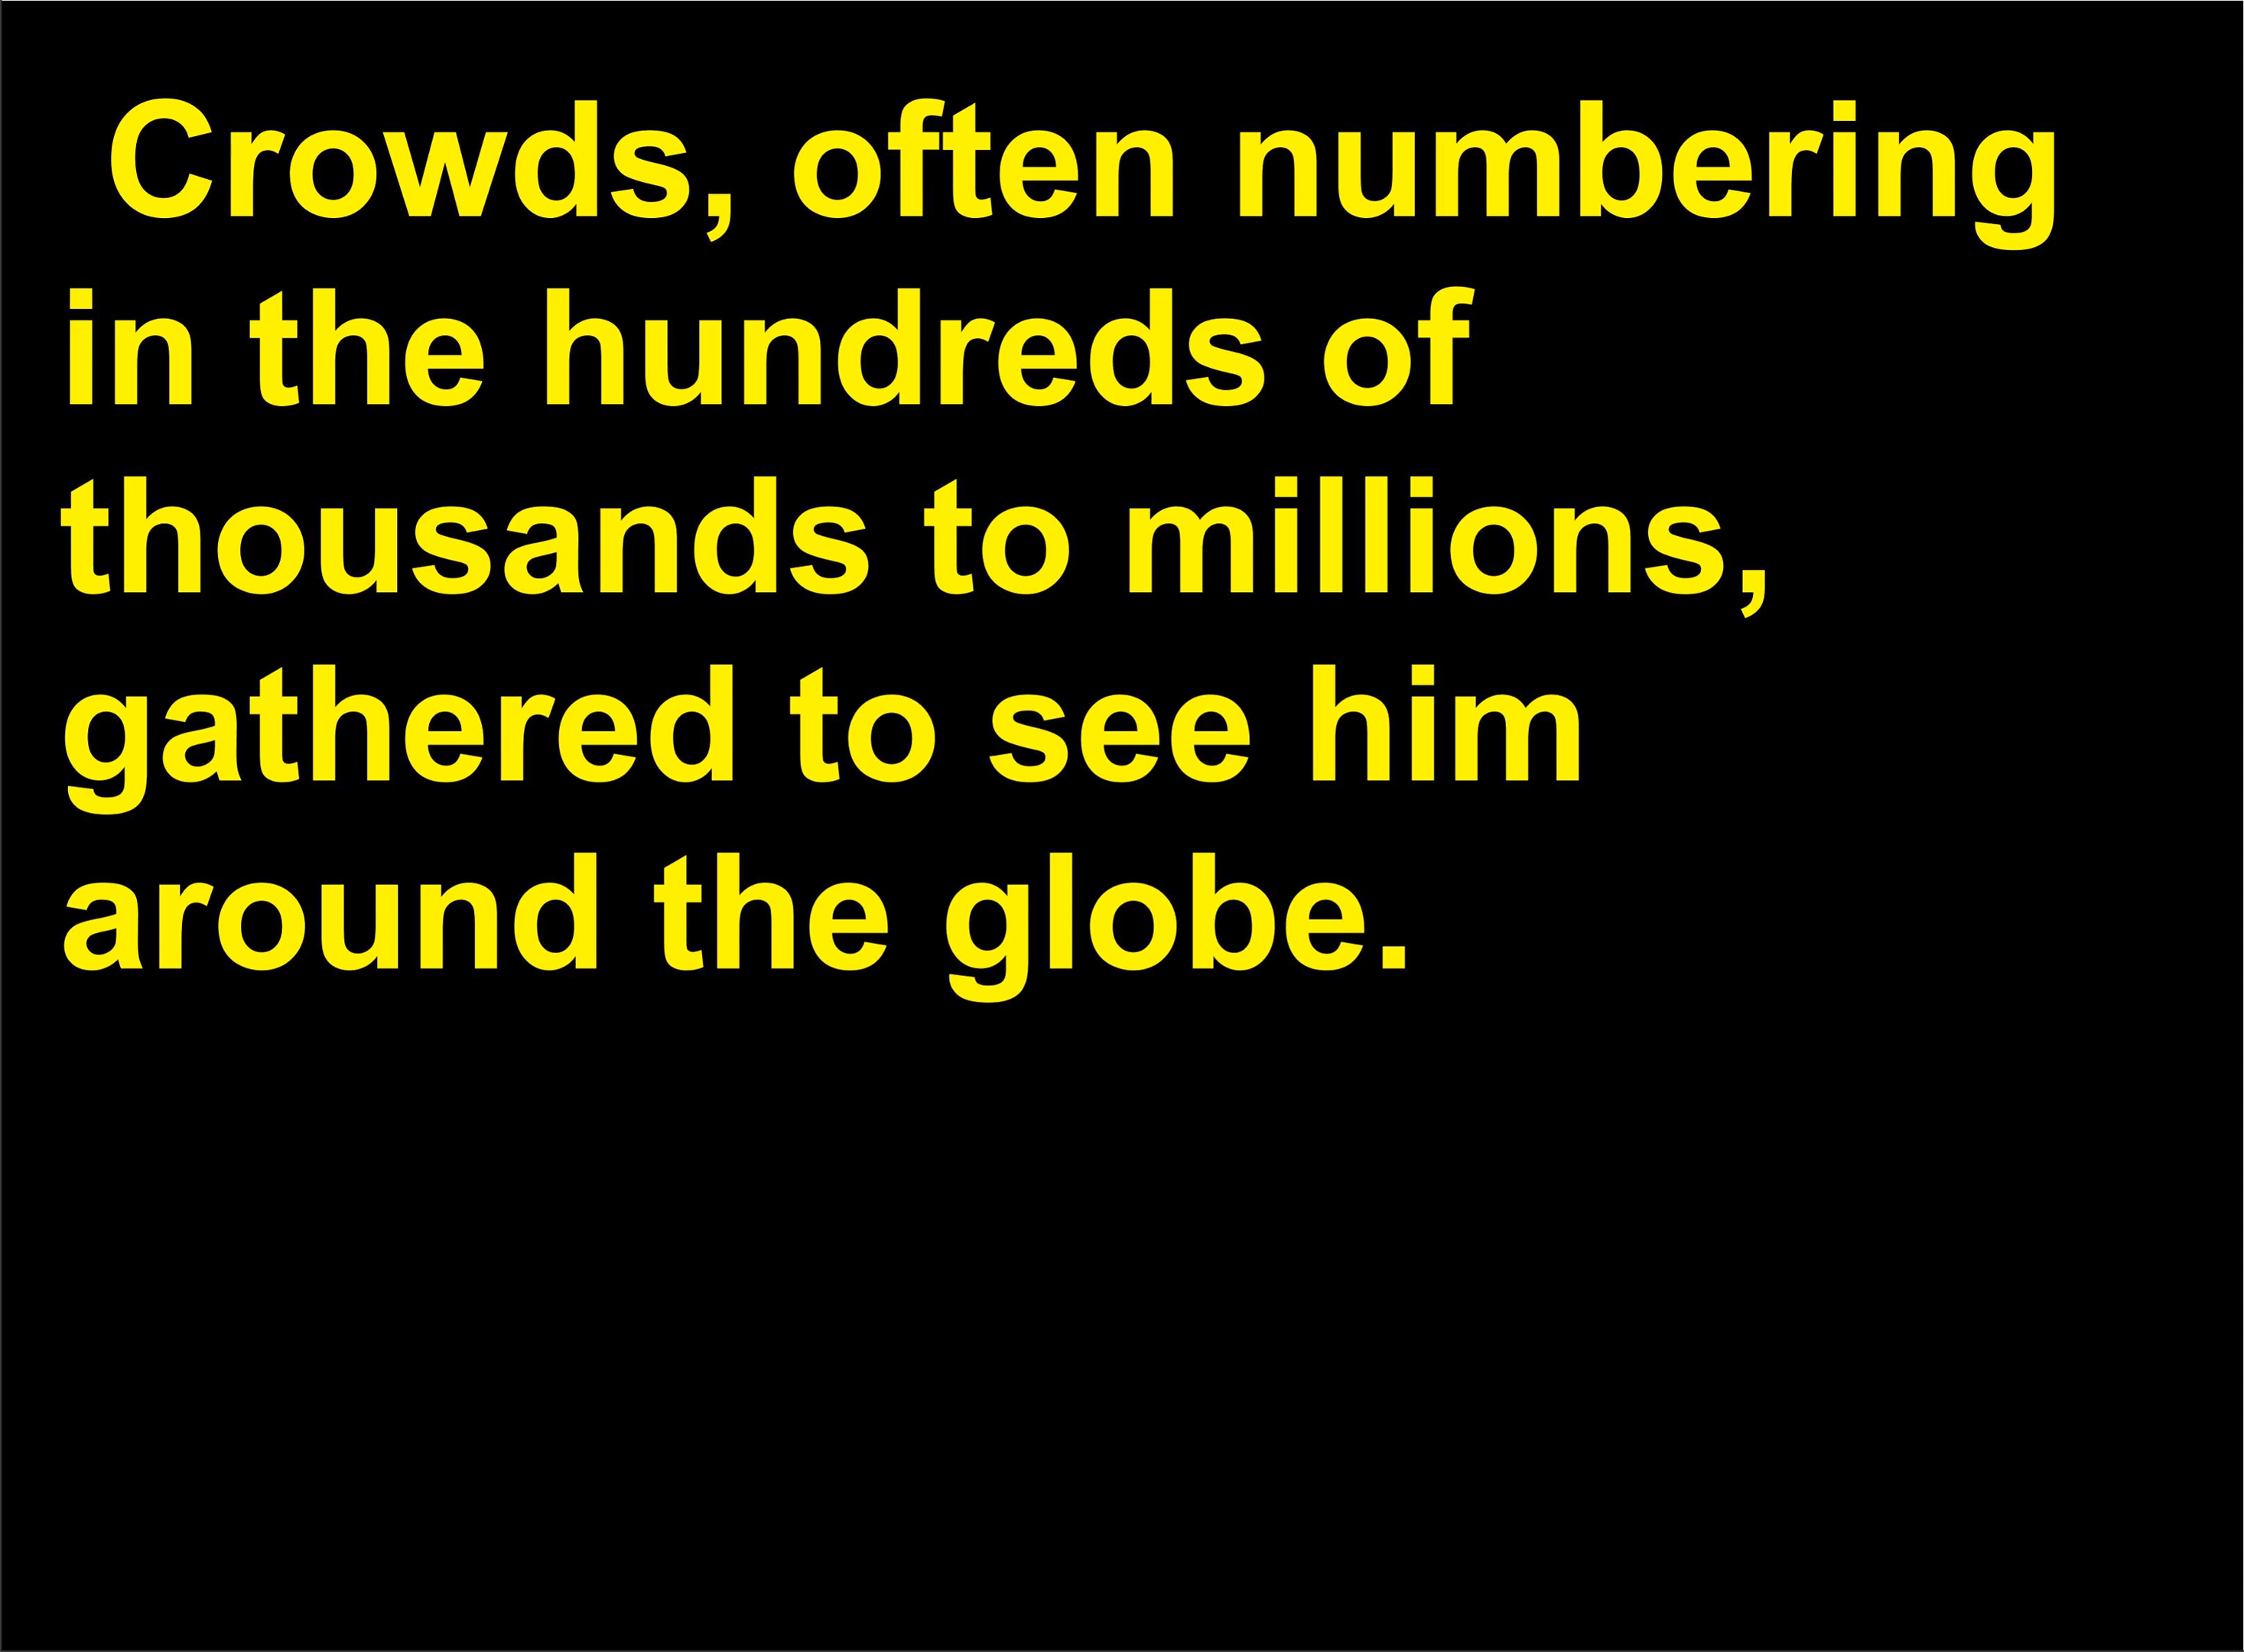 Crowds, often numbering
in the hundreds of
thousands to millions,
gathered to see him
around the globe.